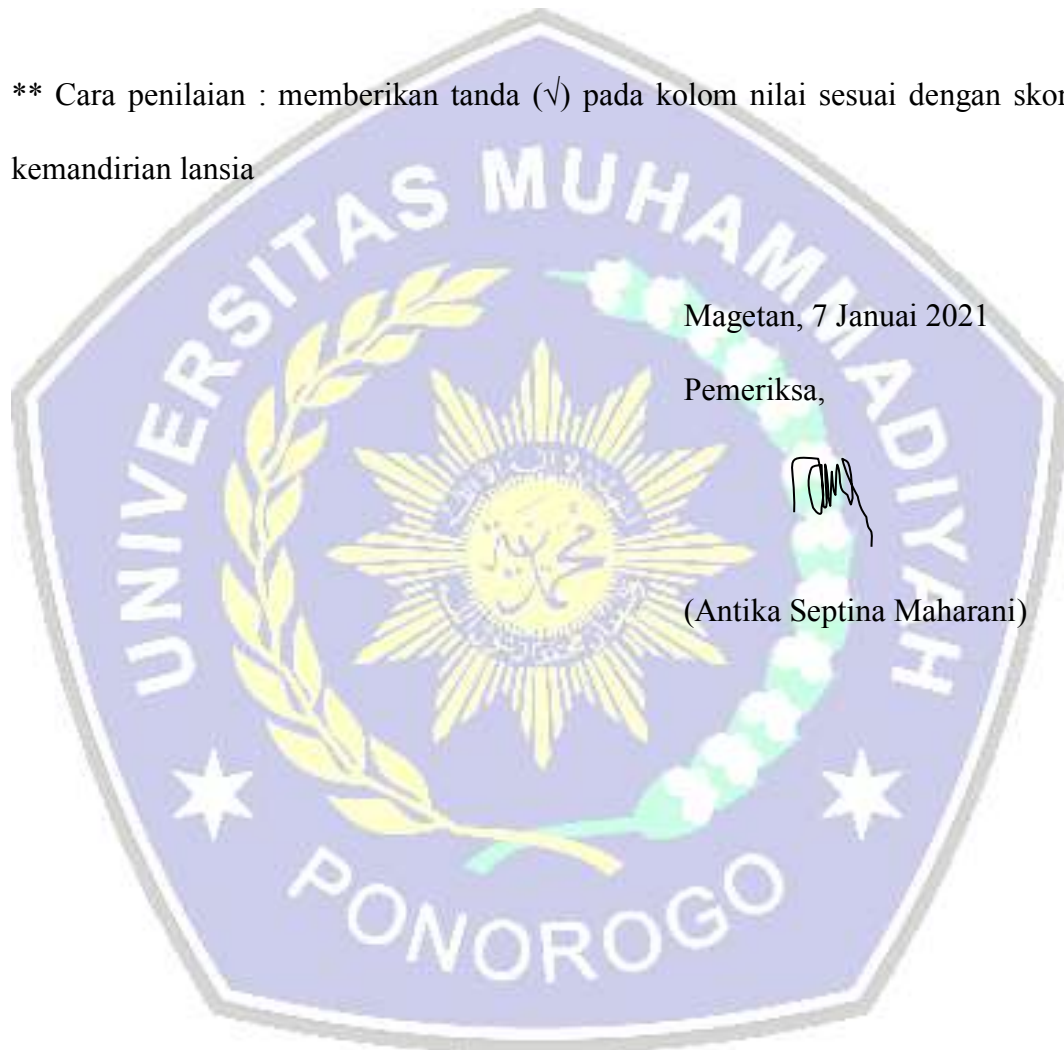 ** Cara penilaian : memberikan tanda (√) pada kolom nilai sesuai dengan skor
kemandirian lansia
UNIVERSITAS MUHAMMADIYAH
Magetan, 7 Januai 2021
Pemeriksa,
(Antika Septina Maharani)
PONOROGO